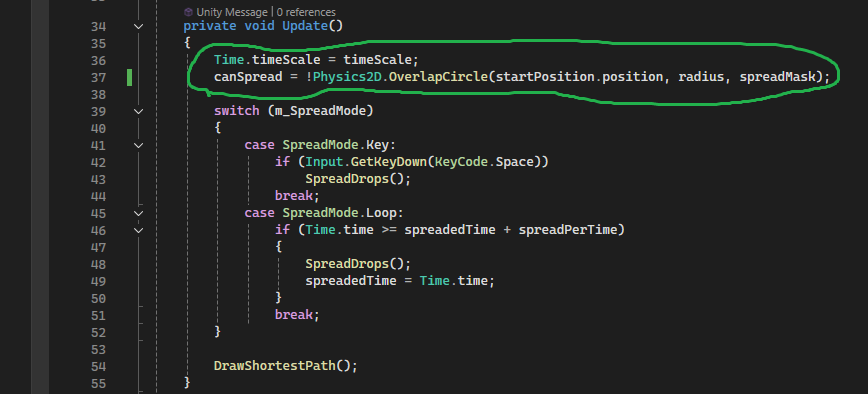 Unity Message | 0 references
34 private void Update()
35 {
36 Time.timeScale = timeScale;
37 canSpread = !Physics2D.OverlapCircle(startPosition.position, radius, spreadMask);
38
39 switch (m_SpreadMode)
40 {
41 case SpreadMode.Key:
42 if (Input.GetKeyDown(KeyCode.Space))
43 SpreadDrops();
44 break;
45 case SpreadMode.Loop:
46 if (Time.time >= spreadedTime + spreadPerTime)
47 {
48 SpreadDrops();
49 spreadedTime = Time.time;
50 }
51 break;
52 }
53
54 DrawShortestPath();
55 }